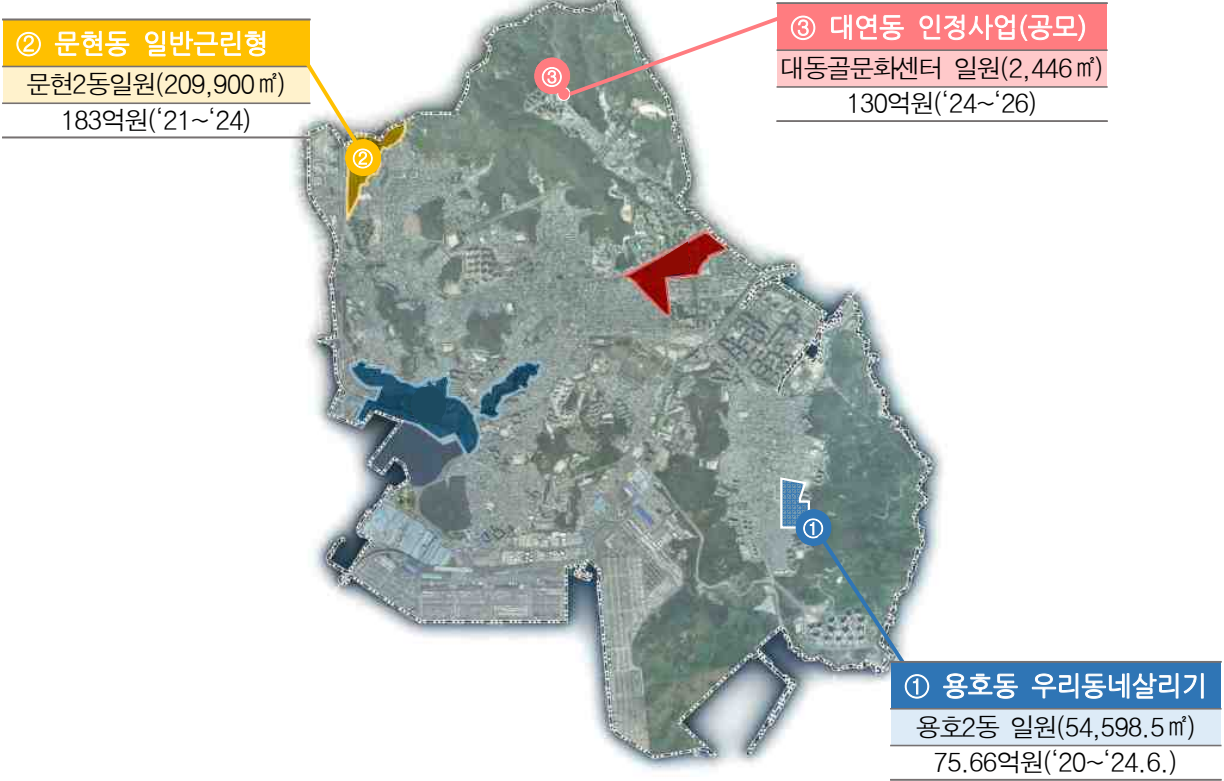 ② 문현동 일반근린형
문현2동일원(209,900㎡)
183억원(‘21~‘24)
③ 대연동 인정사업(공모)
대동골문화센터 일원(2,446㎡)
130억원(‘24~‘26)
③
②
①
① 용호동 우리동네살리기
용호2동 일원(54,598.5㎡)
75.66억원(‘20~‘24.6.)